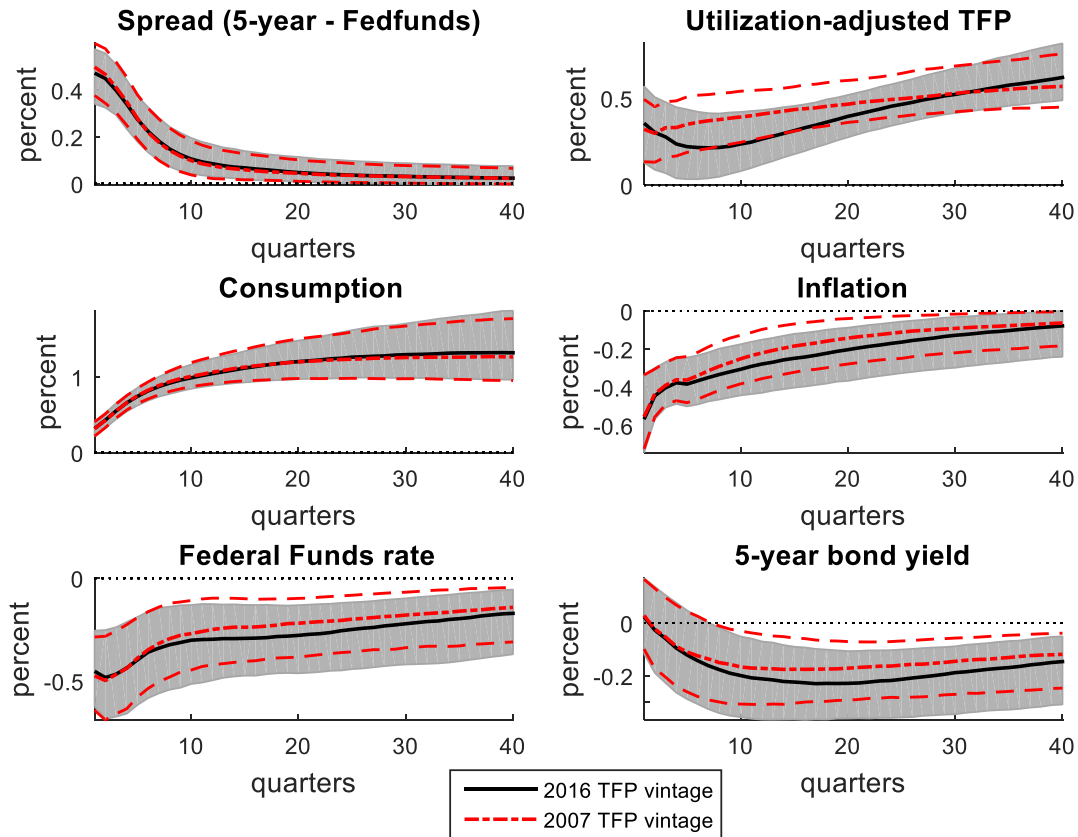 Spread (5-year - Fedfunds)
percent
0.4
0.2
0
10
20
30
40
quarters
Utilization-adjusted TFP
percent
0.5
0
10
20
30
40
quarters
Consumption
percent
1
0
10
20
30
40
quarters
Inflation
percent
0
-0.2
-0.4
-0.6
10
20
30
40
quarters
Federal Funds rate
percent
0
-0.5
10
20
30
40
quarters
5-year bond yield
percent
0
-0.2
10
20
30
40
quarters
2016 TFP vintage
2007 TFP vintage